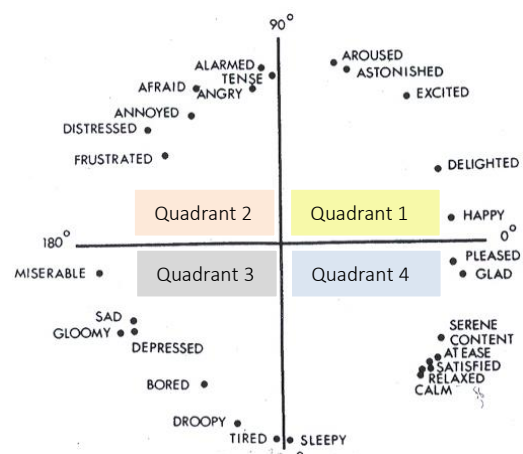 90°
ALARMED
AROUSED
TENSE
ASTONISHED
AFRAID
ANGRY
EXCITED
ANNOYED
DISTRESSED
FRUSTRATED
DELIGHTED
Quadrant 2
Quadrant 1
HAPPY
180°
0°
PLEASED
MISERABLE
Quadrant 3
Quadrant 4
GLAD
SAD
SERENE
GLOOMY
CONTENT
DEPRESSED
AT EASE
SATISFIED
RELAXED
BORED
CALM
DROOPY
TIRED
SLEEPY